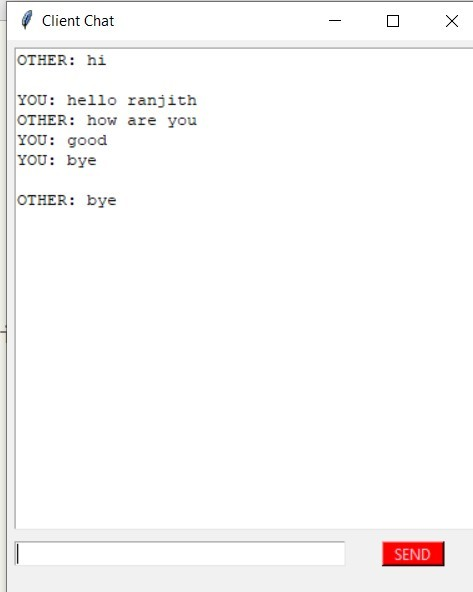 Client Chat
OTHER: hi
YOU: hello ranjith
OTHER: how are you
YOU: good
YOU: bye
OTHER: bye
SEND